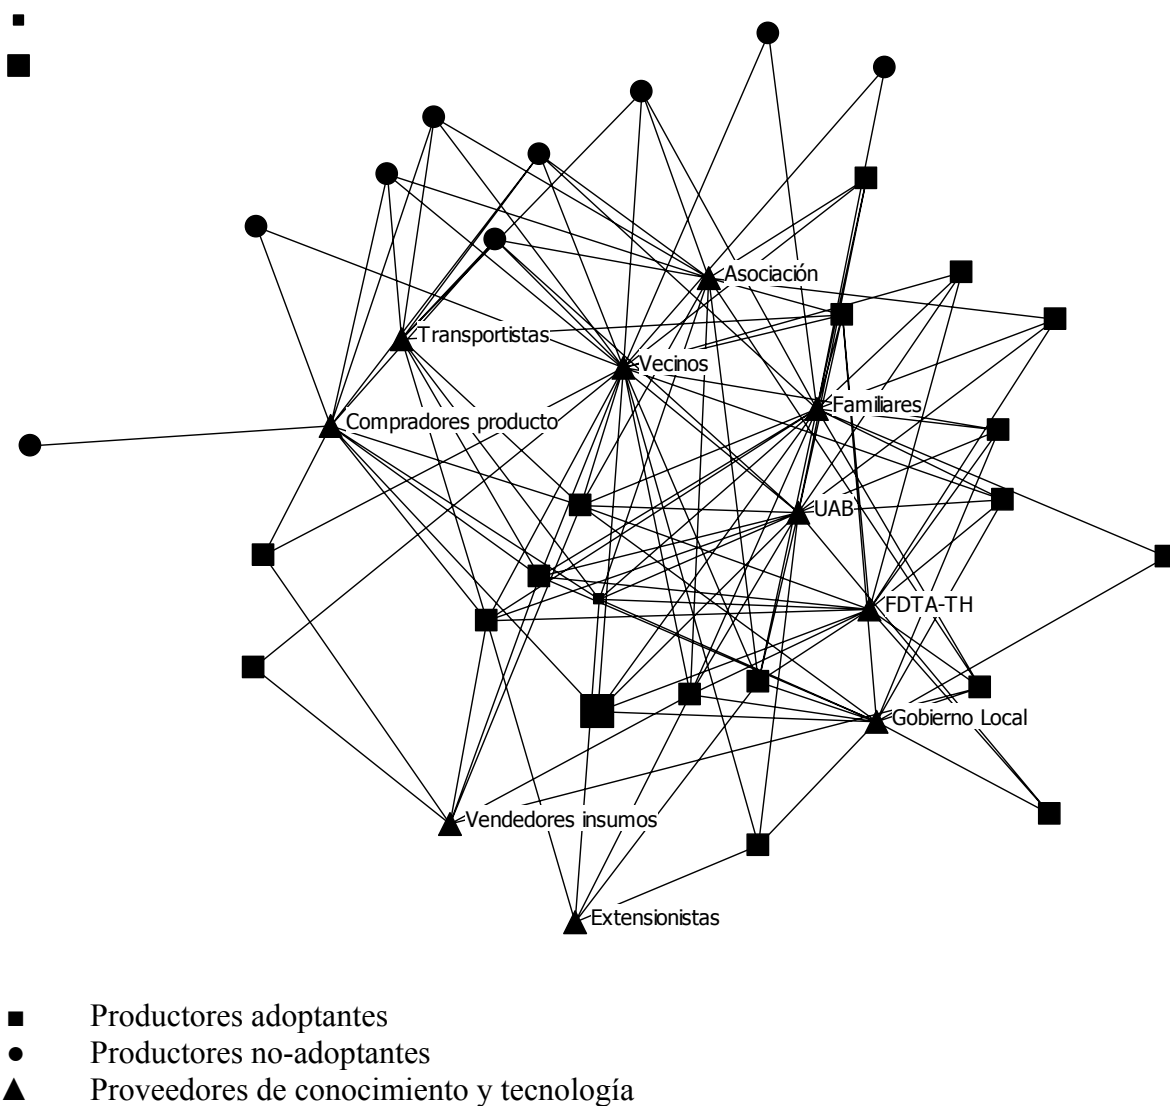 Asociación
Transportistas
Vecinos
Familiares
Compradores producto
UAB
FDTA-TH
Gobierno Local
Vendedores insumos
Extensionistas
Productores adoptantes
Productores no-adoptantes
Proveedores de conocimiento y tecnología